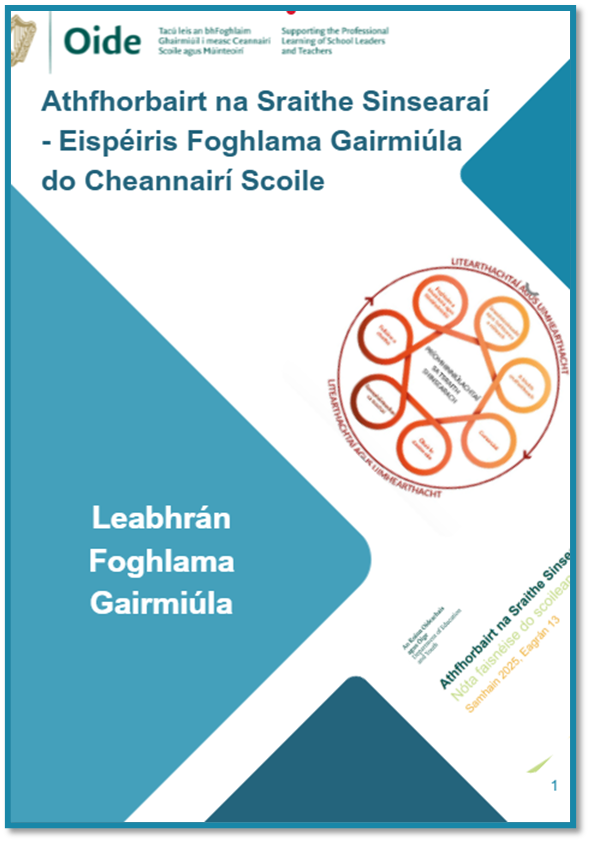 Oide
Tacú leis an bhFoghlaim
Ghairmiúil i measc Ceannairí
Scoile agus Múinteoirí
Supporting the Professional
Learning of School Leaders
and Teachers
Athfhorbairt na Sraithe Sinsearaí
- Eispéiris Foghlama Gairmiúla
do Cheannairí Scoile
LITEARTHACHTAÍ AGUS UIMHEARTHACHT
PRÍOMHINNIÚLACHTAÍ
SA TSRAITH
SHINSEARACH
LITEARTHACHTAÍ AGUS UIMHEARTHACHT
Leabhrán
Foghlama
Gairmiúla
An Roinn Oideachais
agus Óige
Department of Education
and Youth
Athfhorbairt na Sraithe Sinse
Nóta faisnéise do scoilean
Samhain 2025, Eagrán 13
1